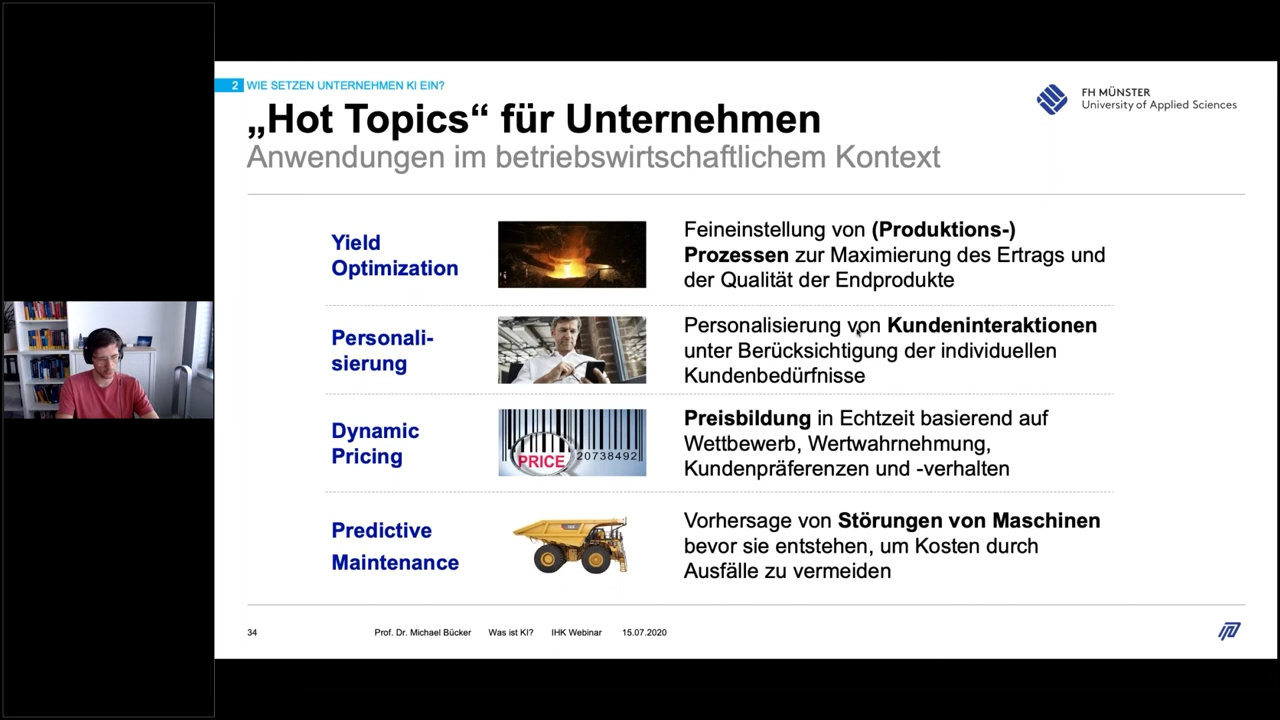 2 WIE SETZEN UNTERNEHMEN KI EIN?
„Hot Topics“ für Unternehmen
Anwendungen im betriebswirtschaftlichem Kontext
FH MÜNSTER
University of Applied Sciences
Yield
Optimization
Feineinstellung von (Produktions-)
Prozessen zur Maximierung des Ertrags und
der Qualität der Endprodukte
Personali-
sierung
Personalisierung von Kundeninteraktionen
unter Berücksichtigung der individuellen
Kundenbedürfnisse
Dynamic
Pricing
PRICE 20738492
Preisbildung in Echtzeit basierend auf
Wettbewerb, Wertwahrnehmung,
Kundenpräferenzen und -verhalten
Predictive
Maintenance
Vorhersage von Störungen von Maschinen
bevor sie entstehen, um Kosten durch
Ausfälle zu vermeiden
34 Prof. Dr. Michael Bücker Was ist KI? IHK Webinar 15.07.2020